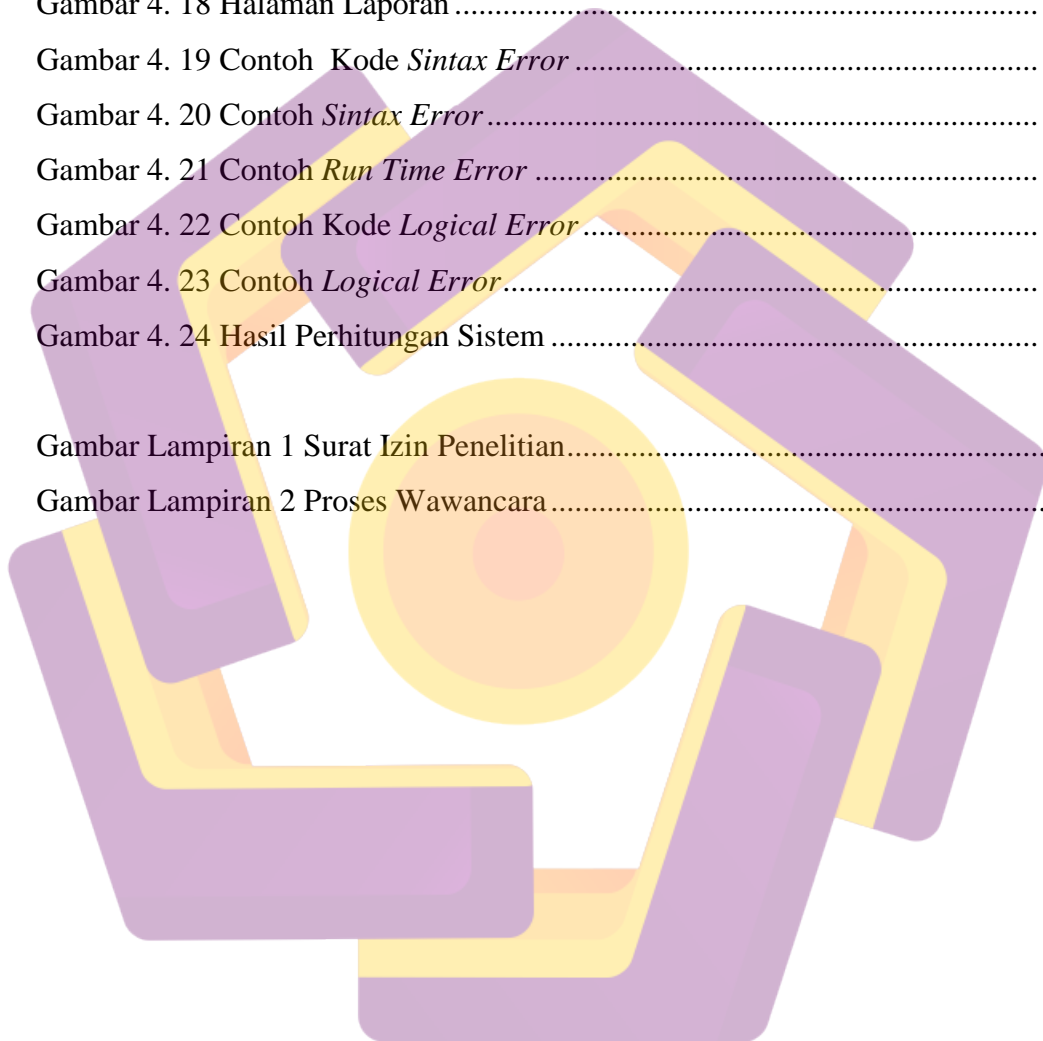 Gambar 4. 18 Halaman Laporan ........................................................................
Gambar 4. 19 Contoh  Kode Sintax Error .........................................................
Gambar 4. 20 Contoh Sintax Error ....................................................................
Gambar 4. 21 Contoh Run Time Error ..............................................................
Gambar 4. 22 Contoh Kode Logical Error ........................................................
Gambar 4. 23 Contoh Logical Error ..................................................................
Gambar 4. 24 Hasil Perhitungan Sistem ............................................................
Gambar Lampiran 1 Surat Izin Penelitian ...........................................................
Gambar Lampiran 2 Proses Wawancara .............................................................